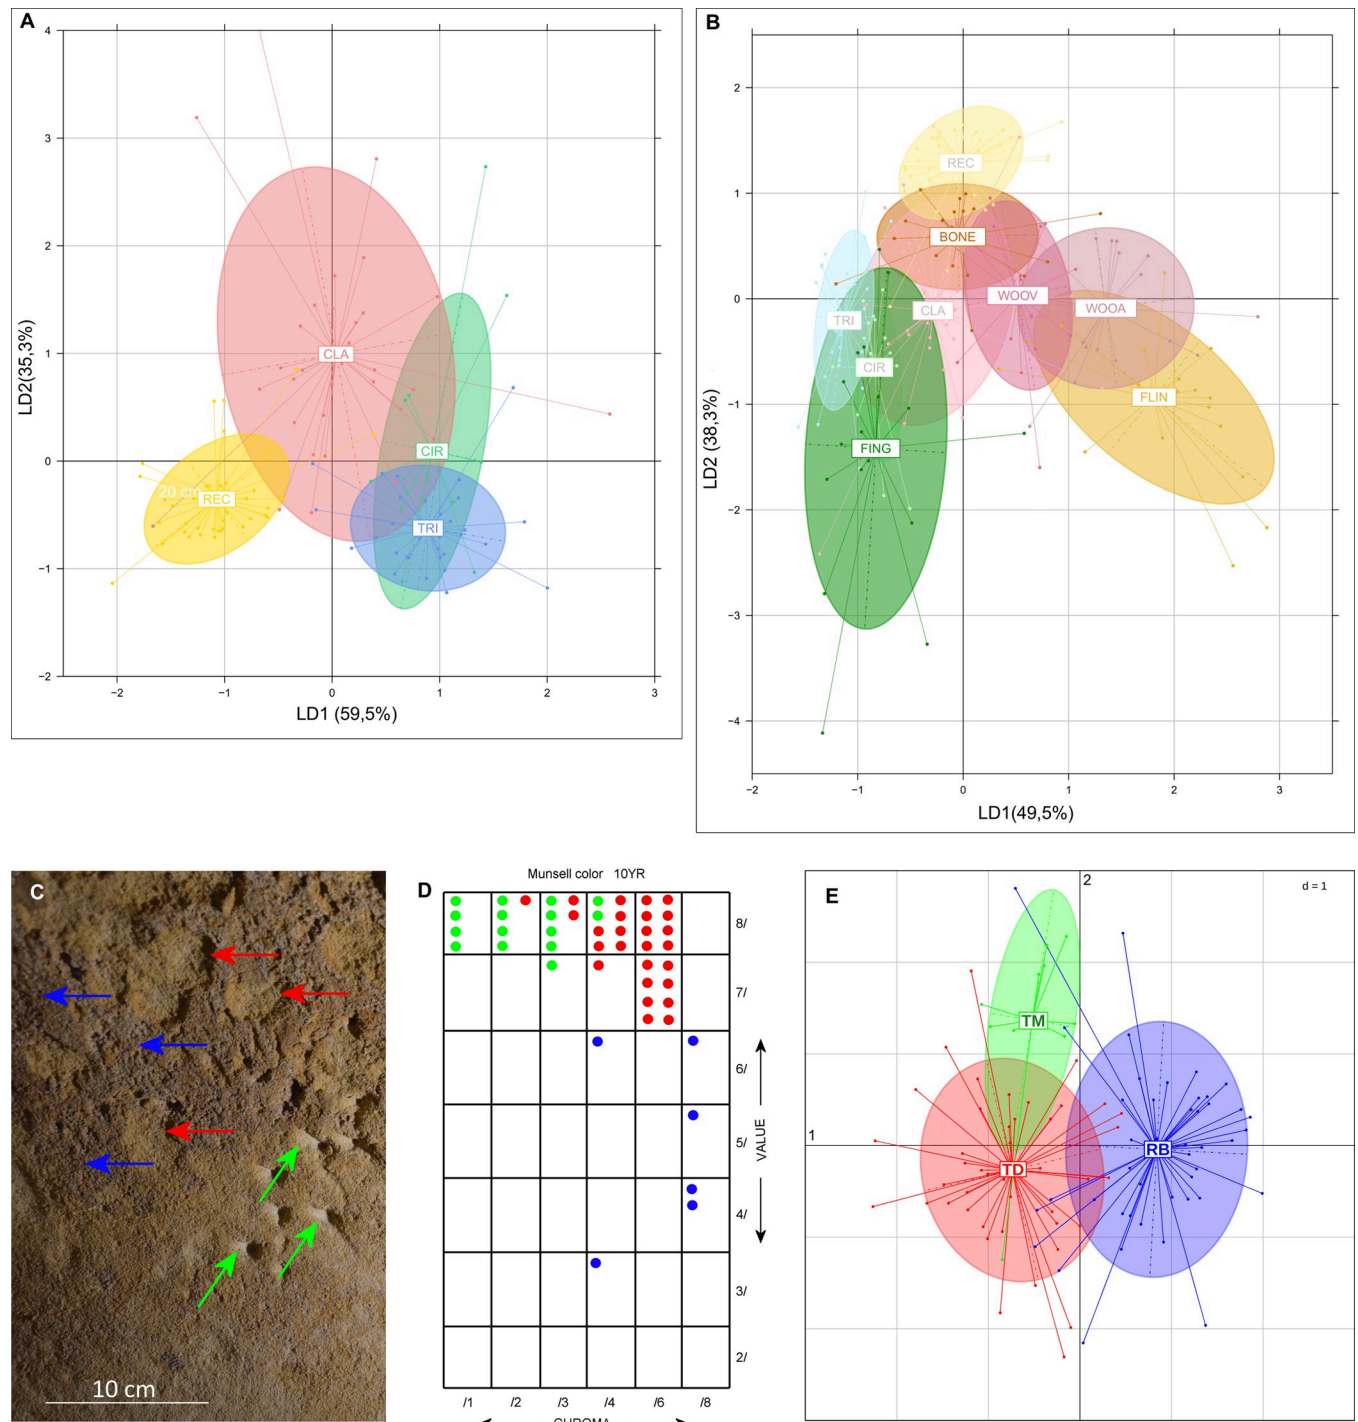 A
4
3
2
1
0
−1
−2
LD2(35,3%)
CLA
CIR
20 cm
REC
TRI
−2 −1 0 1 2 3
LD1 (59,5%)
B
2
1
0
−1
−2
−3
−4
LD2 (38,3%)
REC
BONE
WOOV
WOOA
CLA
TRI
CIR
FLIN
FING
−2 −1 0 1 2 3
LD1(49,5%)
C
10 cm
D
Munsell color 10YR
8/
7/
6/
5/
4/
3/
2/
VALUE
/1 /2 /3 /4 /6 /8
CHROMA
E
2
d = 1
TM
1
RB
TD